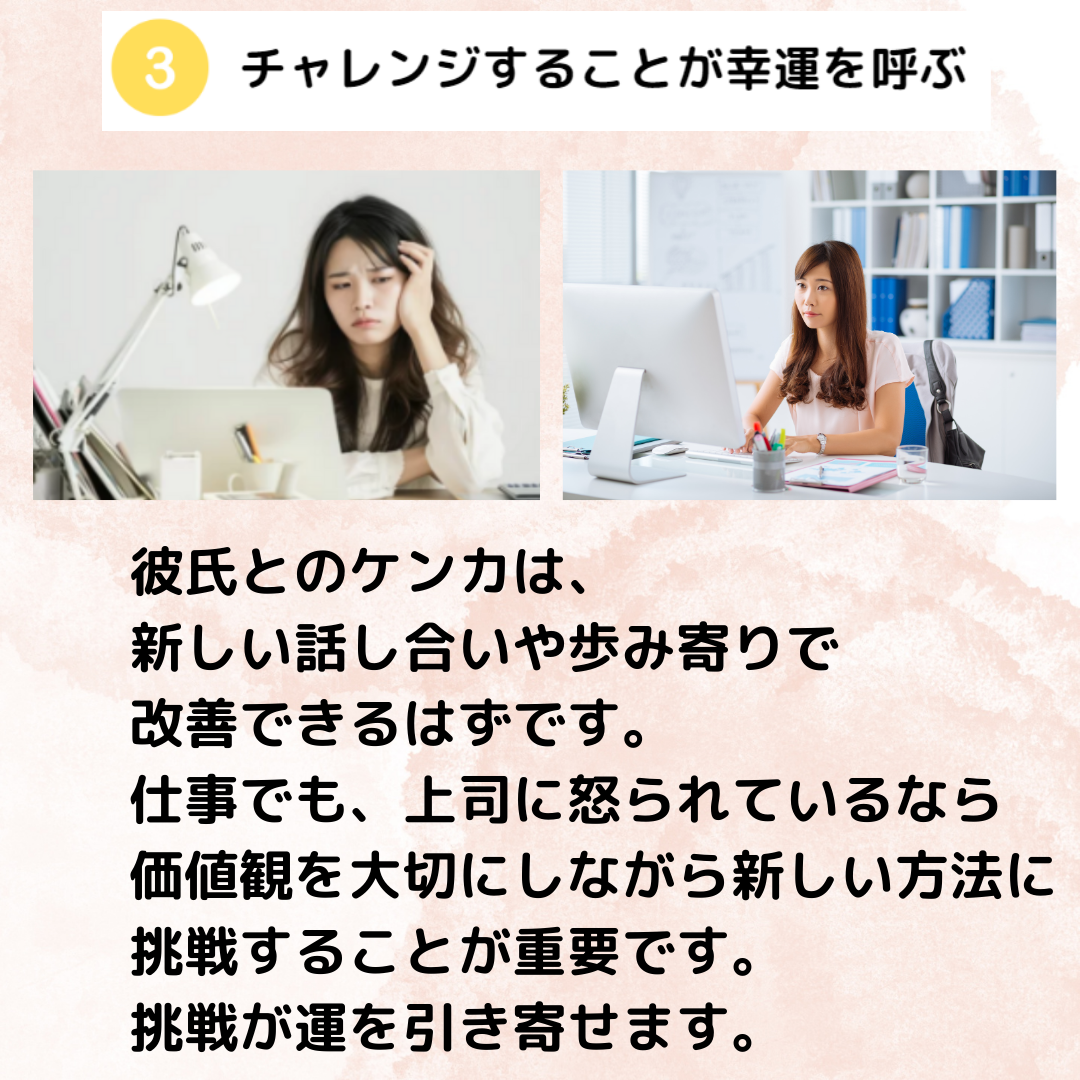 3 チャレンジすることが幸運を呼ぶ
彼氏とのケンカは、
新しい話し合いや歩み寄りで
改善できるはずです。
仕事でも、上司に怒られているなら
価値観を大切にしながら新しい方法に
挑戦することが重要です。
挑戦が運を引き寄せます。